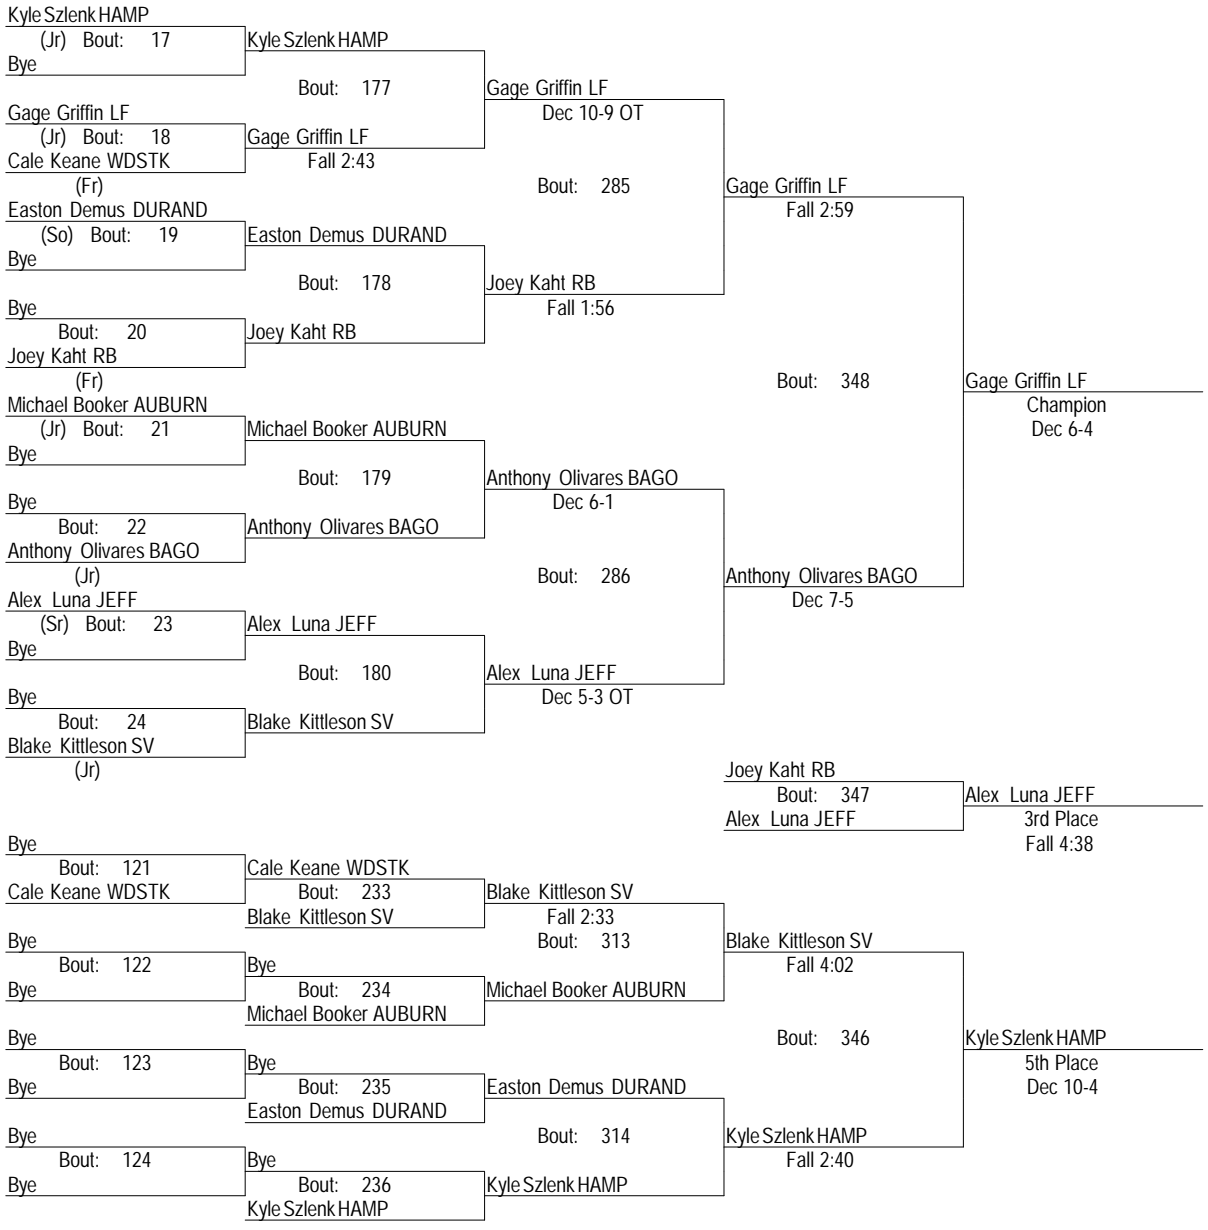 Kyle Szlenk HAMP
(Jr) Bout: 17
Kyle Szlenk HAMP
Bye
Bout: 177
Gage Griffin LF
Dec 10-9 OT
Gage Griffin LF
(Jr) Bout: 18
Gage Griffin LF
Cale Keane WDSTK
Fall 2:43
(Fr)
Bout: 285
Gage Griffin LF
Fall 2:59
Easton Demus DURAND
(So) Bout: 19
Easton Demus DURAND
Bye
Bout: 178
Joey Kaht RB
Fall 1:56
Bye
Bout: 20
Joey Kaht RB
Joey Kaht RB
(Fr)
Bout: 348
Gage Griffin LF
Champion
Dec 6-4
Michael Booker AUBURN
(Jr) Bout: 21
Michael Booker AUBURN
Bye
Bout: 179
Anthony Olivares BAGO
Dec 6-1
Bye
Bout: 22
Anthony Olivares BAGO
Anthony Olivares BAGO
(Jr)
Bout: 286
Anthony Olivares BAGO
Dec 7-5
Alex Luna JEFF
(Sr) Bout: 23
Alex Luna JEFF
Bye
Bout: 180
Alex Luna JEFF
Dec 5-3 OT
Bye
Bout: 24
Blake Kittleson SV
Blake Kittleson SV
(Jr)
Joey Kaht RB
Bout: 347
Alex Luna JEFF
Alex Luna JEFF
3rd Place
Fall 4:38
Bye
Bout: 121
Cale Keane WDSTK
Cale Keane WDSTK
Bout: 233
Blake Kittleson SV
Blake Kittleson SV
Fall 2:33
Bout: 313
Blake Kittleson SV
Fall 4:02
Bye
Bout: 122
Bye
Bye
Bout: 234
Michael Booker AUBURN
Michael Booker AUBURN
Bout: 346
Kyle Szlenk HAMP
5th Place
Dec 10-4
Bye
Bout: 123
Bye
Bye
Bout: 235
Easton Demus DURAND
Easton Demus DURAND
Bout: 314
Kyle Szlenk HAMP
Fall 2:40
Bye
Bout: 124
Bye
Bye
Bout: 236
Kyle Szlenk HAMP
Kyle Szlenk HAMP